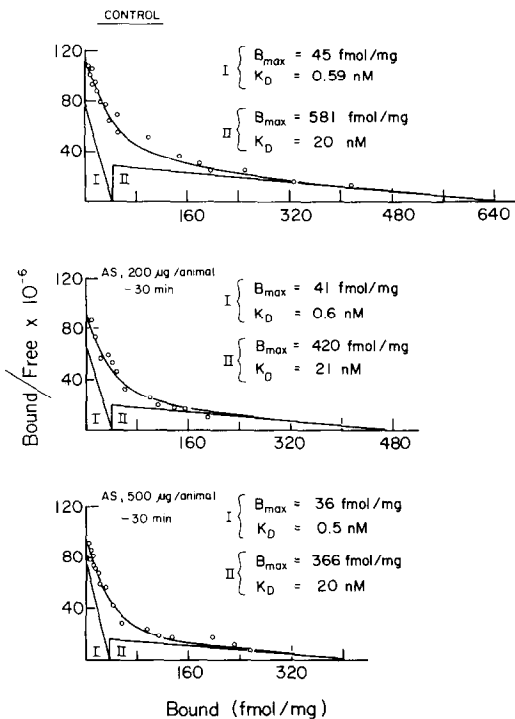 CONTROL
120
80
40
I
II
160
320
480
640
I { Bmax = 45 fmol/mg
KD = 0.59 nM
II { Bmax = 581 fmol/mg
KD = 20 nM
AS, 200 μg/animal
-30 min
120
80
40
I
II
160
320
480
I { Bmax = 41 fmol/mg
KD = 0.6 nM
II { Bmax = 420 fmol/mg
KD = 21 nM
Bound/Free x 10⁻⁶
AS, 500 μg/animal
-30 min
120
80
40
I
II
160
320
I { Bmax = 36 fmol/mg
KD = 0.5 nM
II { Bmax = 366 fmol/mg
KD = 20 nM
Bound (fmol/mg)